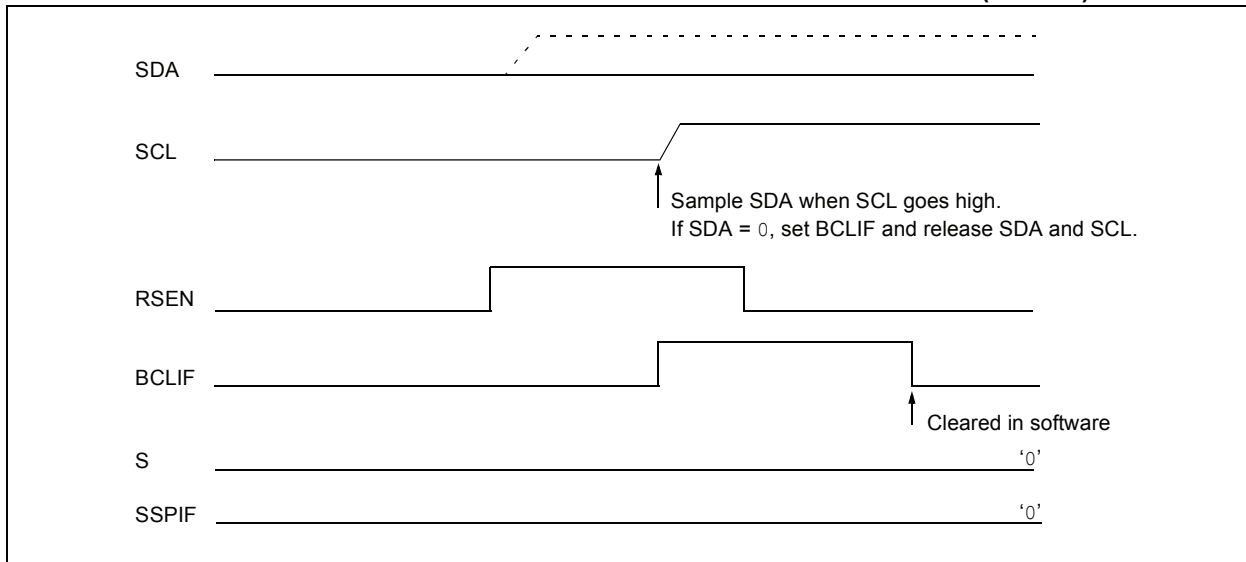 SDA
SCL
Sample SDA when SCL goes high.
If SDA = 0, set BCLIF and release SDA and SCL.
RSEN
BCLIF
Cleared in software
S ‘0’
SSPIF ‘0’